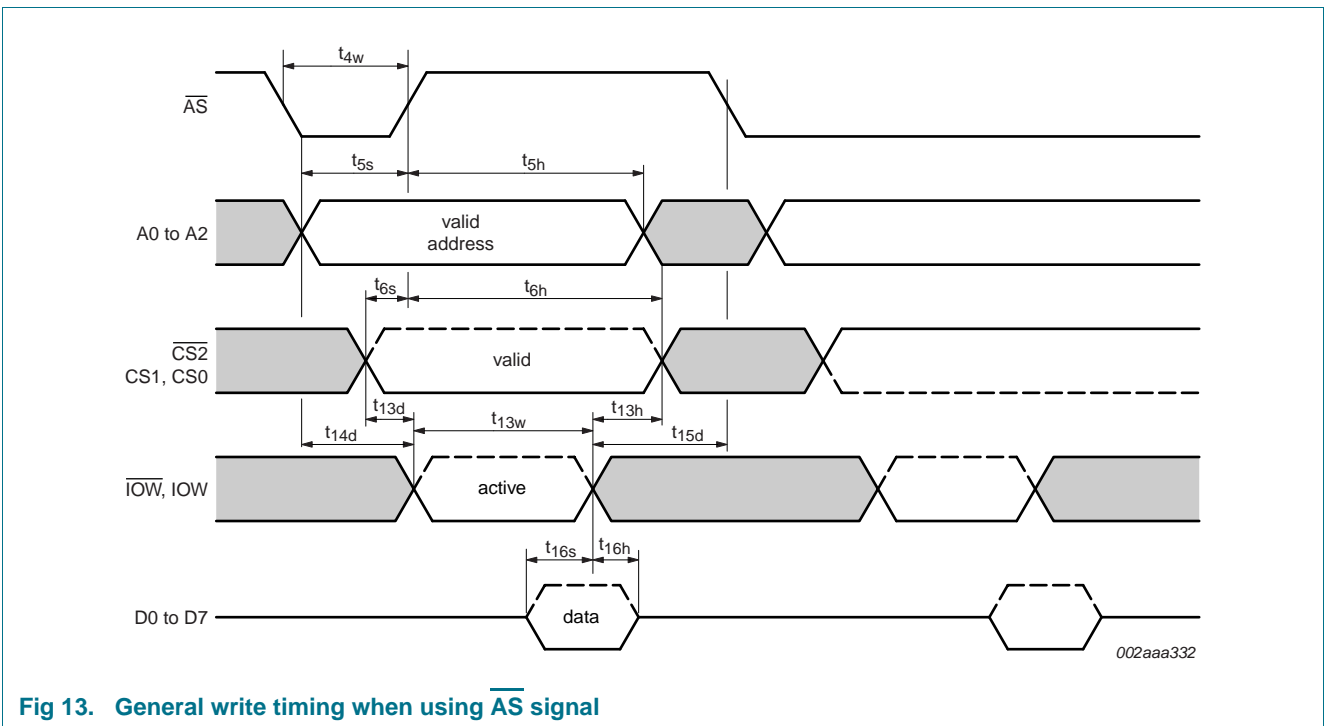 t4w
AS
t5s
t5h
A0 to A2
valid
address
t6s
t6h
CS2
CS1, CS0
valid
t13d
t13w
t13h
t14d
t15d
IOW, IOW
active
t16s
t16h
D0 to D7
data
002aaa332
Fig 13. General write timing when using AS signal